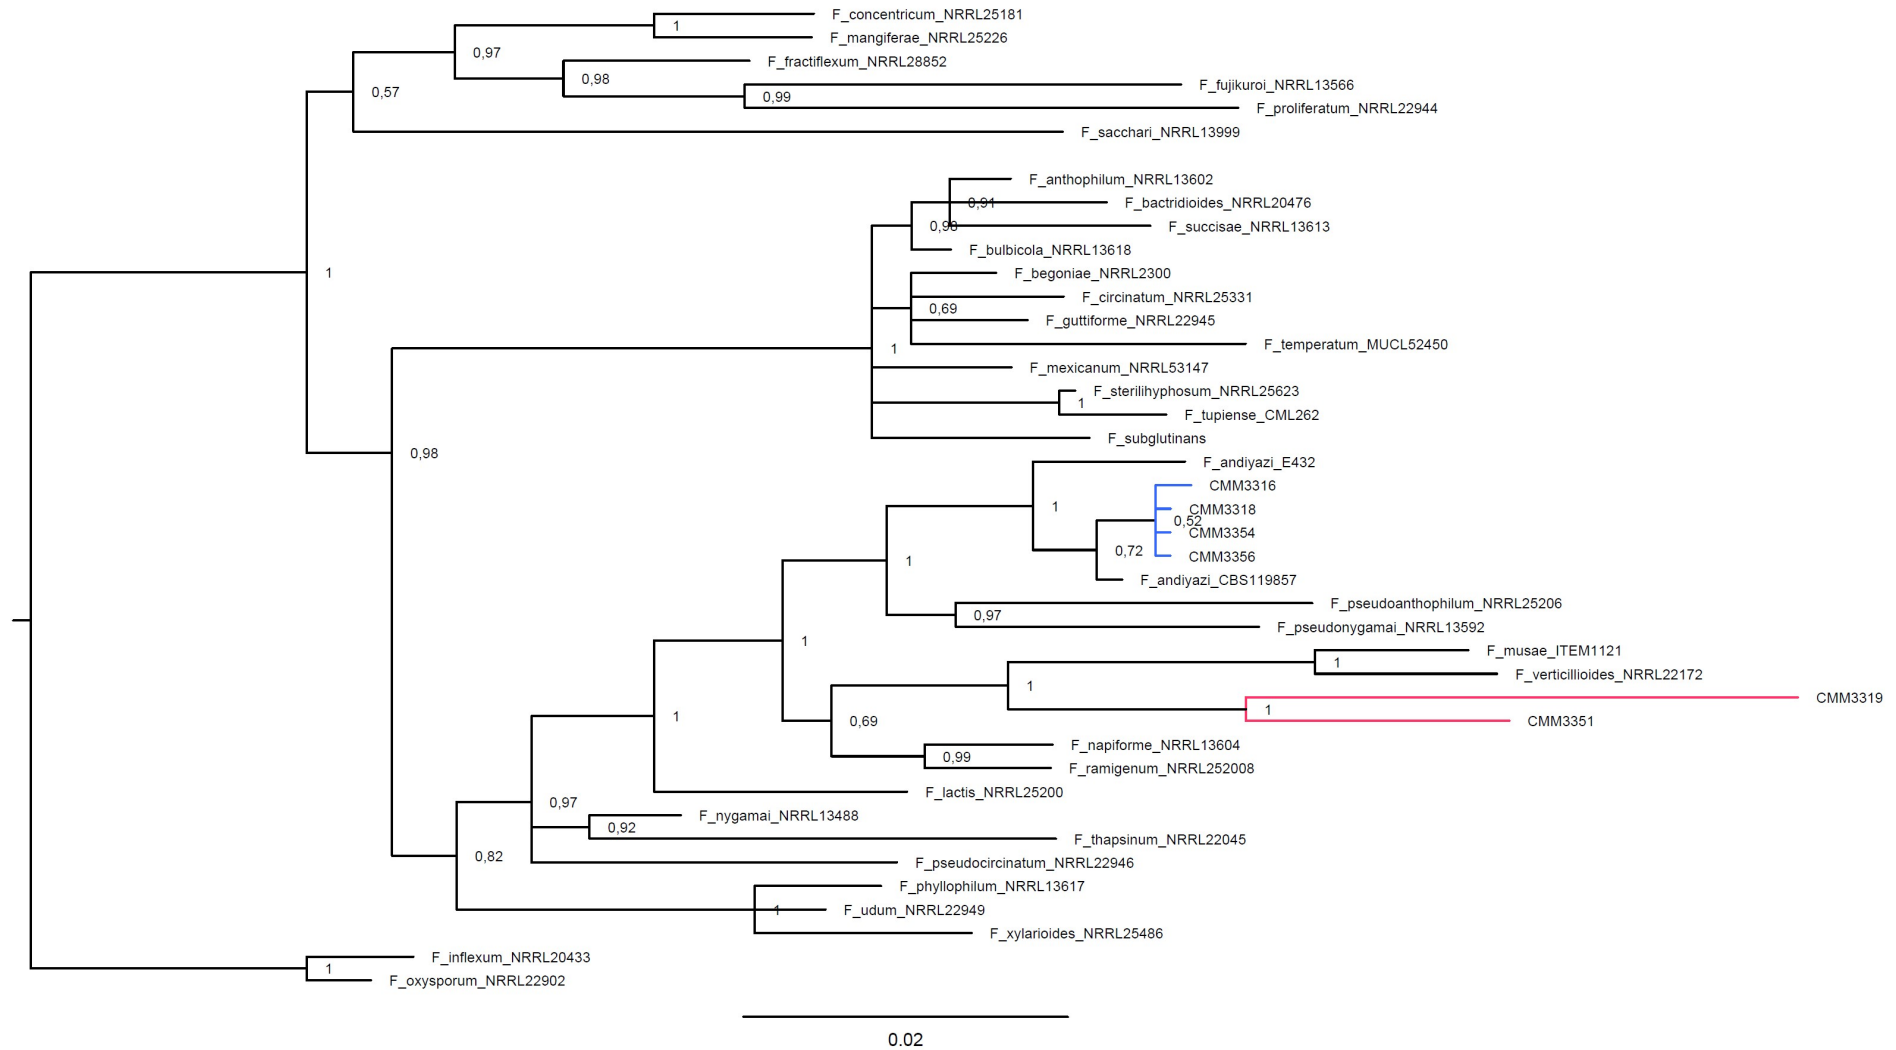 F_concentricum_NRRL25181
1
F_mangiferae_NRRL25226
0,97
F_fractiflexum_NRRL28852
0,98
F_fujikuroi_NRRL13566
0,57
0,99
F_proliferatum_NRRL22944
F_sacchari_NRRL13999
F_anthophilum_NRRL13602
0,91
F_bactridioides_NRRL20476
F_succisae_NRRL13613
F_bulbicola_NRRL13618
1
F_begoniae_NRRL2300
F_circinatum_NRRL25331
0,69
F_guttiforme_NRRL22945
F_temperatum_MUCL52450
1
F_mexicanum_NRRL53147
F_sterilihyphosum_NRRL25623
1
F_tupiense_CML262
F_subglutinans
0,98
F_andiyazi_E432
CMM3316
1
CMM3318
0,52
CMM3354
0,72
CMM3356
1
F_andiyazi_CBS119857
F_pseudoanthophilum_NRRL25206
0,97
F_pseudonygamai_NRRL13592
1
F_musae_ITEM1121
1
F_verticillioides_NRRL22172
1
CMM3319
1
CMM3351
1
0,69
F_napiforme_NRRL13604
0,99
F_ramigenum_NRRL252008
F_lactis_NRRL25200
0,97
F_nygamai_NRRL13488
0,92
F_thapsinum_NRRL22045
0,82
F_pseudocircinatum_NRRL22946
F_phyllophilum_NRRL13617
1
F_udum_NRRL22949
F_xylarioides_NRRL25486
F_inflexum_NRRL20433
1
F_oxysporum_NRRL22902
0.02